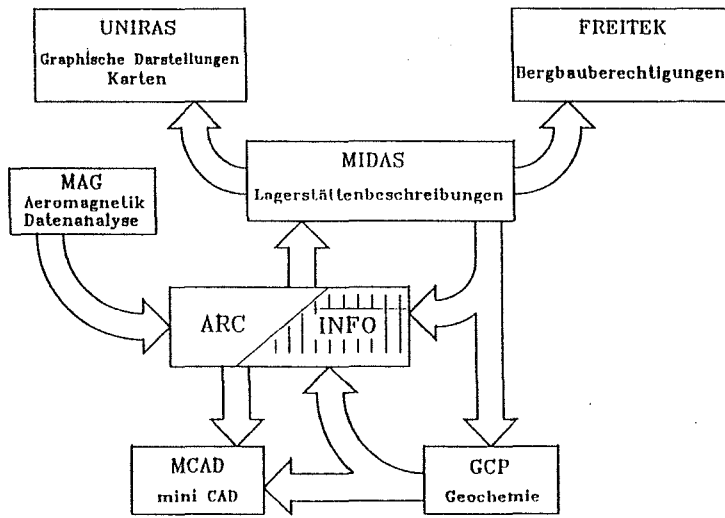 UNIRAS
Graphische Darstellungen
Karten
FREITEK
Bergbauberechtigungen
MIDAS
Lagerstättenbeschreibungen
MAG
Aeromagnetik
Datenanalyse
ARC
INFO
MCAD
mini CAD
GCP
Geochemie